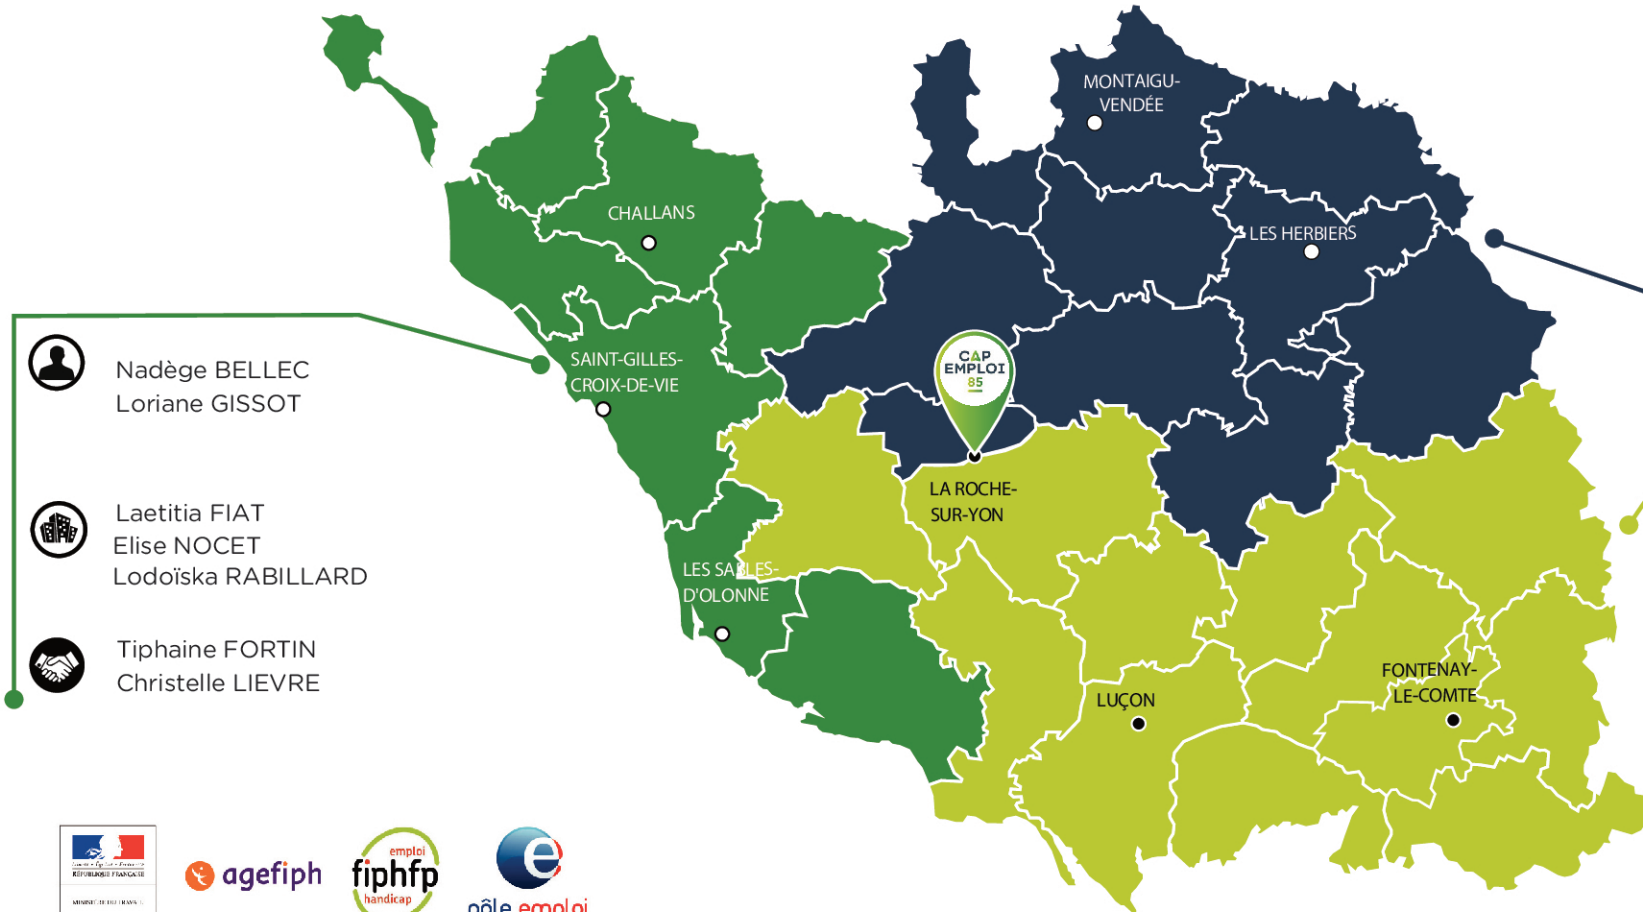 MONTAIGU-
VENDÉE
CHALLANS
LES HERBIERS
SAINT-GILLES-
CROIX-DE-VIE
CAP
EMPLOI
85
LA ROCHE-
SUR-YON
LES SABLES-
D'OLONNE
LUÇON
FONTENAY-
LE-COMTE
Nadège BELLEC
Loriane GISSOT
Laetitia FIAT
Elise NOCET
Lodoïska RABILLARD
Tiphaine FORTIN
Christelle LIEVRE
RÉPUBLIQUE FRANÇAISE
agefiph
emploi
fiphfp
handicap
pôle emploi